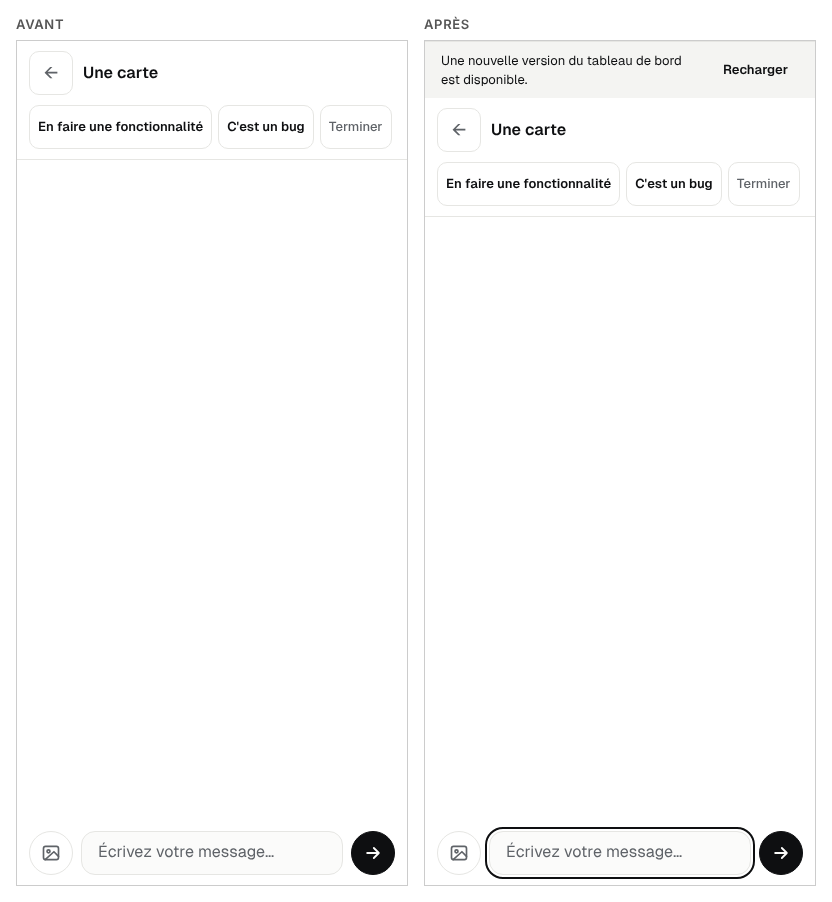 AVANT
Une carte
En faire une fonctionnalité
C'est un bug
Terminer
Écrivez votre message...
APRÈS
Une nouvelle version du tableau de bord
est disponible.
Recharger
Une carte
En faire une fonctionnalité
C'est un bug
Terminer
Écrivez votre message...